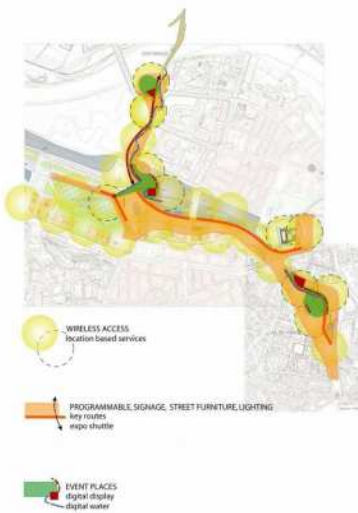 WIRELESS ACCESS
location based services
PROGRAMMABLE, SIGNAGE, STREET FURNITURE, LIGHTING
key routes
expo shuttle
EVENT PLACES
digital display
digital water